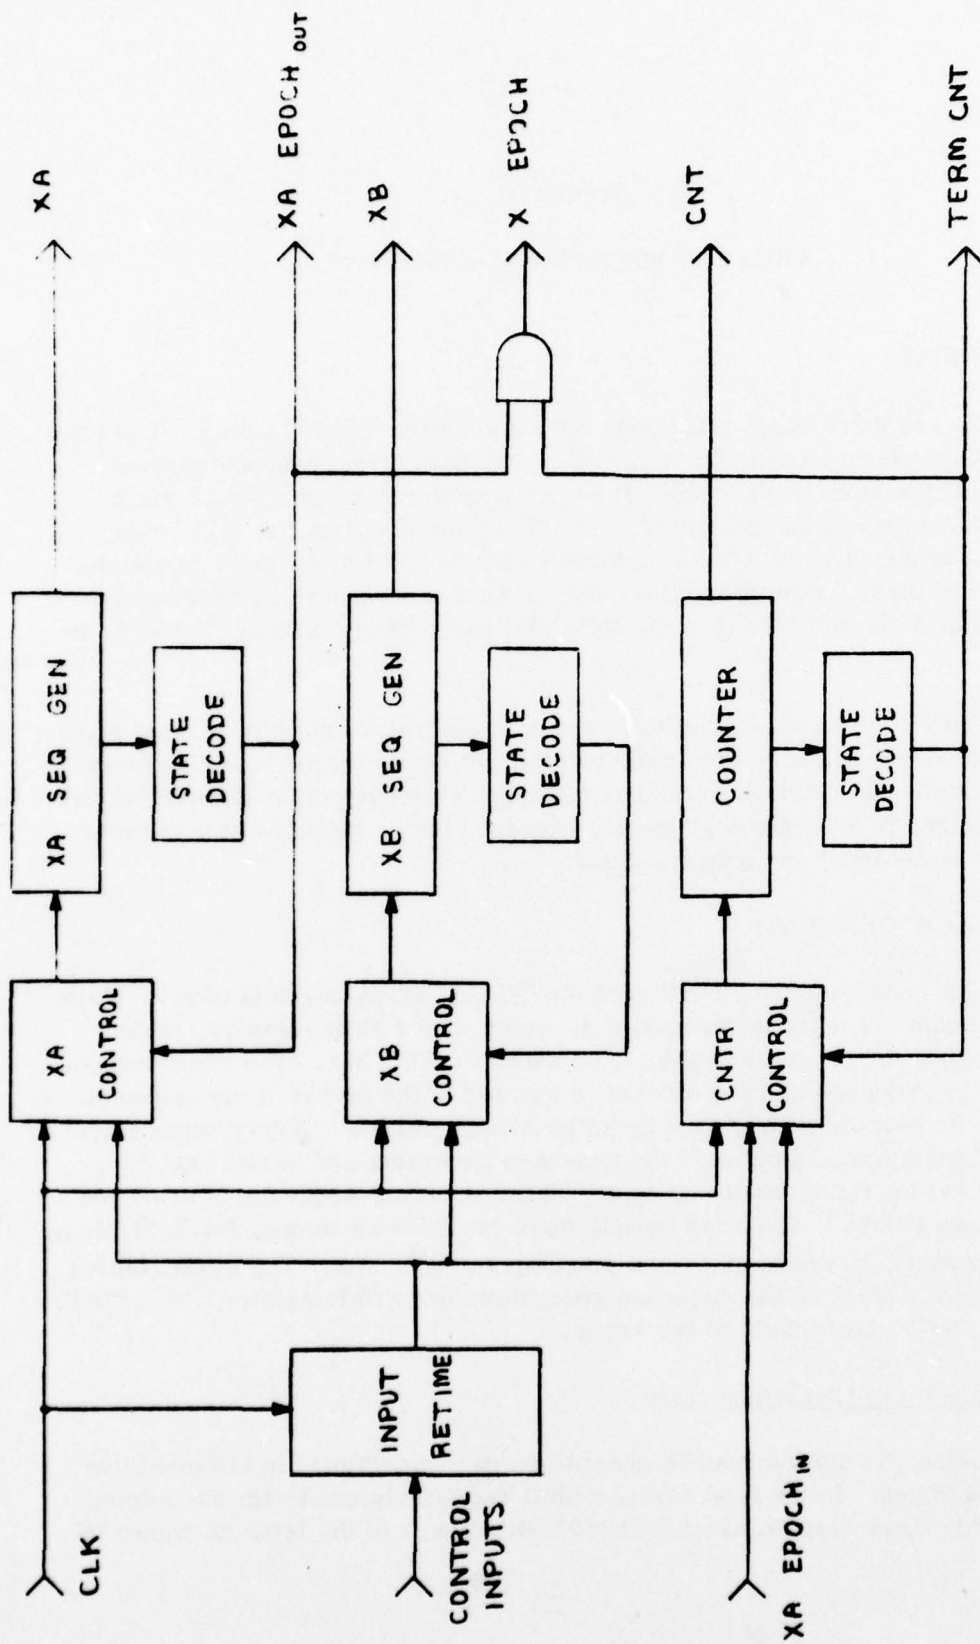 CLK
CONTROL
INPUTS
XA EPOCH IN
INPUT
RETIME
XA
CONTROL
XB
CONTROL
CNTR
CONTROL
XA SEQ GEN
STATE
DECODE
XB SEQ GEN
STATE
DECODE
COUNTER
STATE
DECODE
XA
XA EPOCH OUT
XB
X EPOCH
CNT
TERM CNT